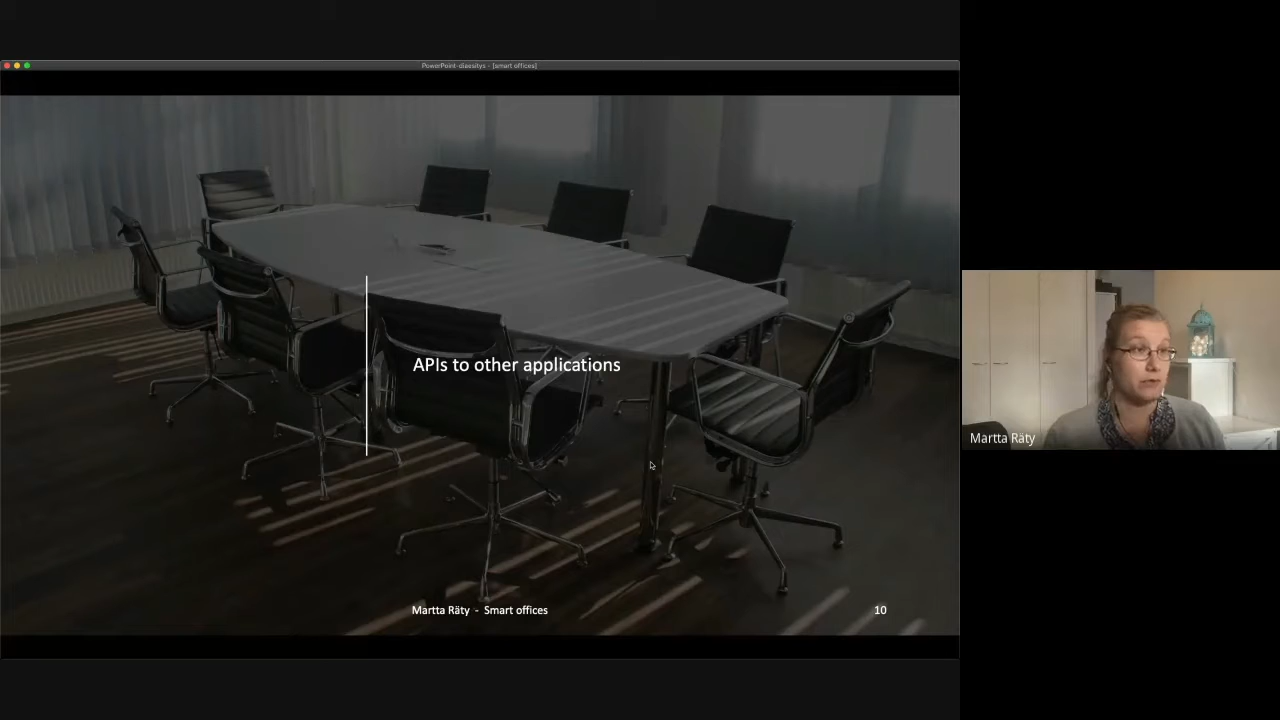 PowerPoint-diaesitys - [smart offices]
APIs to other applications
Martta Räty
Martta Räty - Smart offices
10